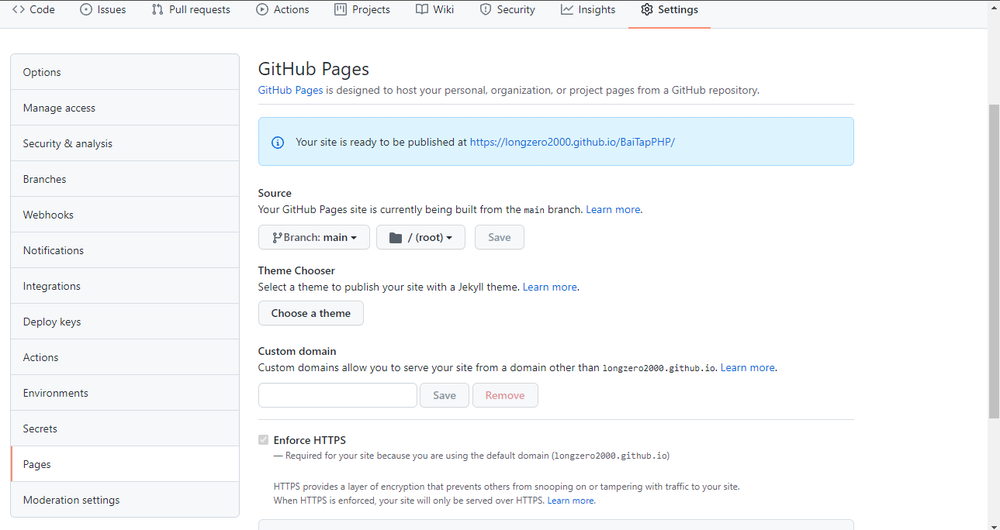 Code Issues Pull requests Actions Projects Wiki Security Insights Settings
Options
Manage access
Security & analysis
Branches
Webhooks
Notifications
Integrations
Deploy keys
Actions
Environments
Secrets
Pages
Moderation settings
GitHub Pages
GitHub Pages is designed to host your personal, organization, or project pages from a GitHub repository.
Your site is ready to be published at https://longzero2000.github.io/BaiTapPHP/
Source
Your GitHub Pages site is currently being built from the main branch. Learn more.
Branch: main / (root) Save
Theme Chooser
Select a theme to publish your site with a Jekyll theme. Learn more.
Choose a theme
Custom domain
Custom domains allow you to serve your site from a domain other than longzero2000.github.io. Learn more.
Save Remove
Enforce HTTPS
— Required for your site because you are using the default domain (longzero2000.github.io)
HTTPS provides a layer of encryption that prevents others from snooping on or tampering with traffic to your site.
When HTTPS is enforced, your site will only be served over HTTPS. Learn more.